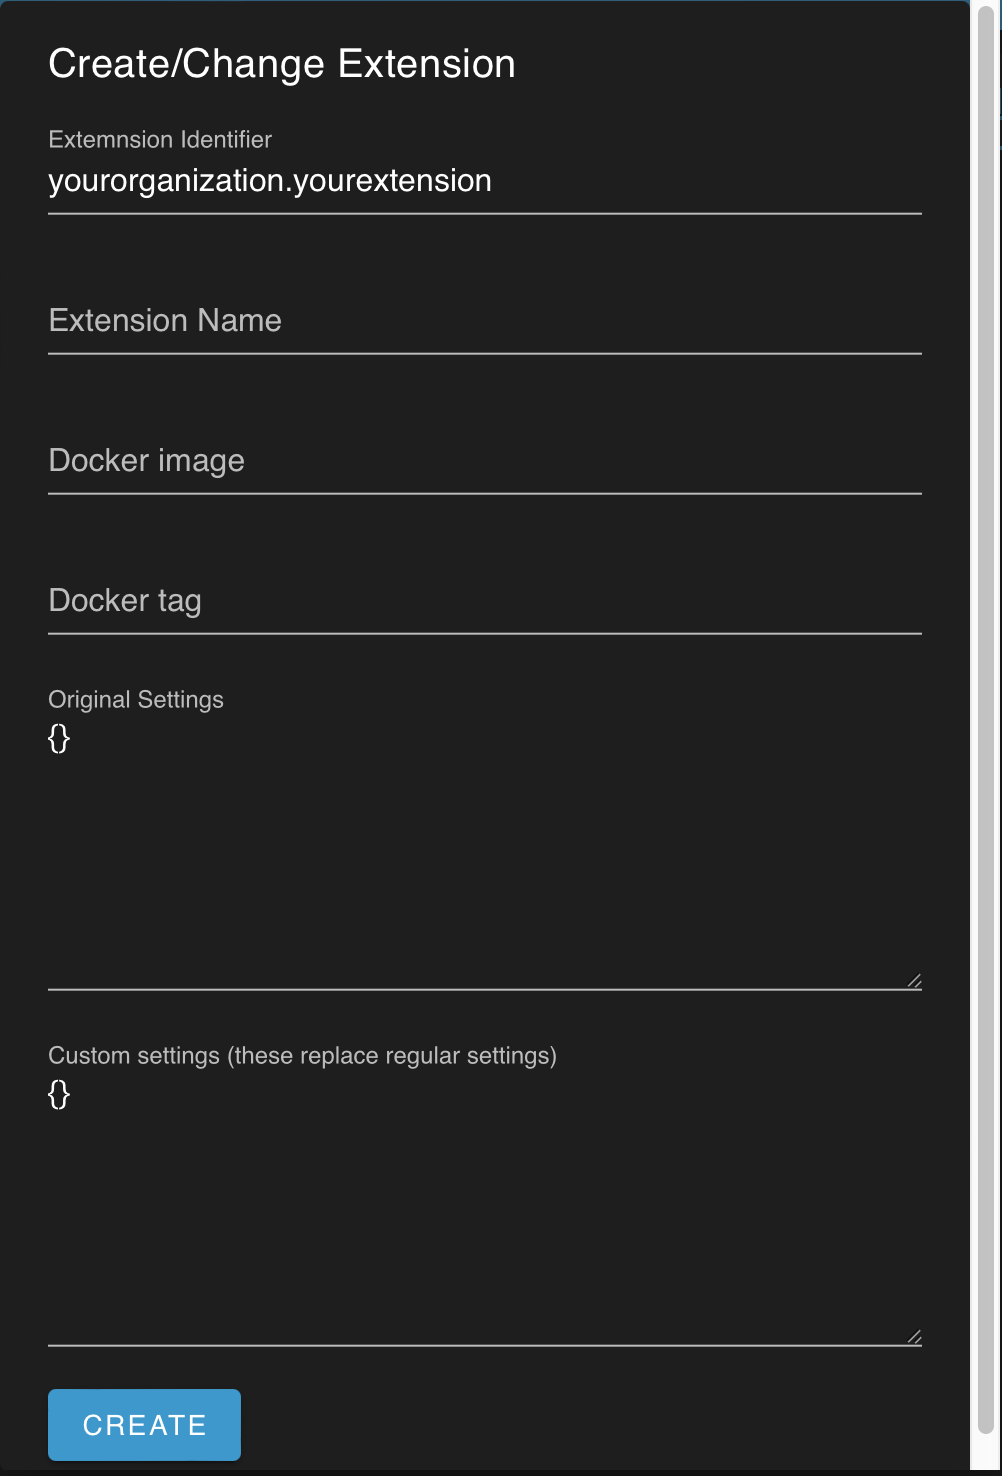 Create/Change Extension
Extemnsion Identifier
yourorganization.yourextension
Extension Name
Docker image
Docker tag
Original Settings
{}
Custom settings (these replace regular settings)
{}
CREATE